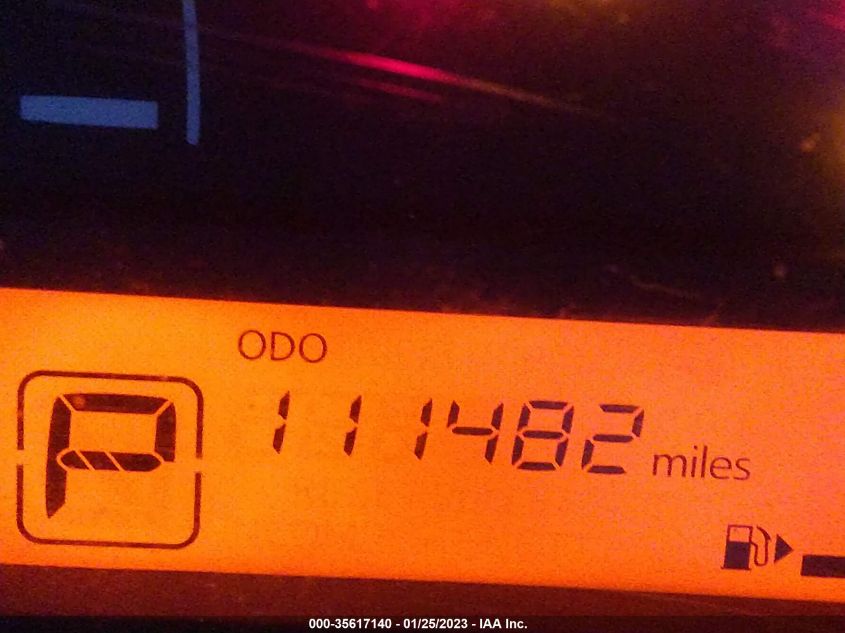 ODO
P 111482 miles
000-35617140 - 01/25/2023 - IAA Inc.